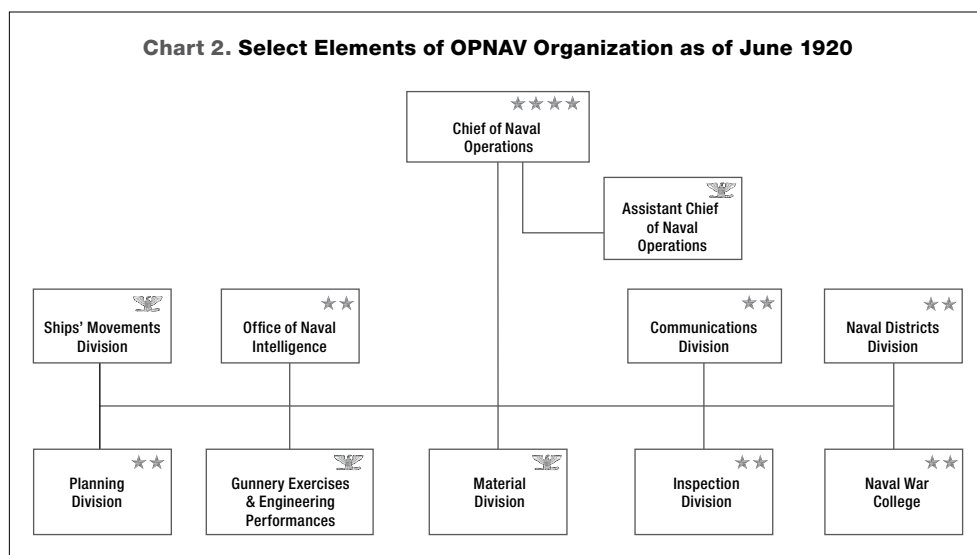 Chart 2. Select Elements of OPNAV Organization as of June 1920
Chief of Naval
Operations
Assistant Chief
of Naval
Operations
Ships' Movements
Division
Office of Naval
Intelligence
Communications
Division
Naval Districts
Division
Planning
Division
Gunnery Exercises
& Engineering
Performances
Material
Division
Inspection
Division
Naval War
College